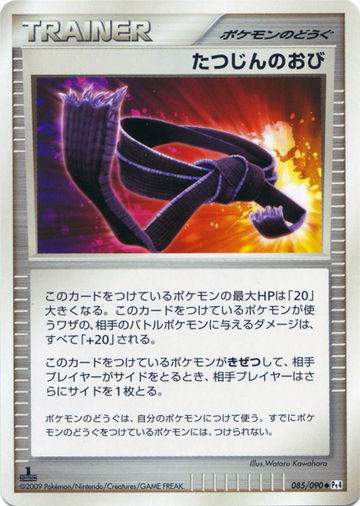 TRAINER
ポケモンのどうぐ
たつじんのおび
このカードをつけているポケモンの最大HPは「20」
大きくなる。このカードをつけているポケモンが使
うワザの、相手のバトルポケモンに与えるダメージは、
すべて「+20」される。
このカードをつけているポケモンがきぜつして、相手
プレイヤーがサイドをとるとき、相手プレイヤーはさ
らにサイドを1枚とる。
ポケモンのどうぐは、自分のポケモンにつけて使う。すでにポ
ケモンのどうぐをつけているポケモンには、つけられない。
Illus.Wataru Kawahara
1
EDITION
©2009 Pokémon/Nintendo/Creatures/GAME FREAK.
085/090◆ Pt4